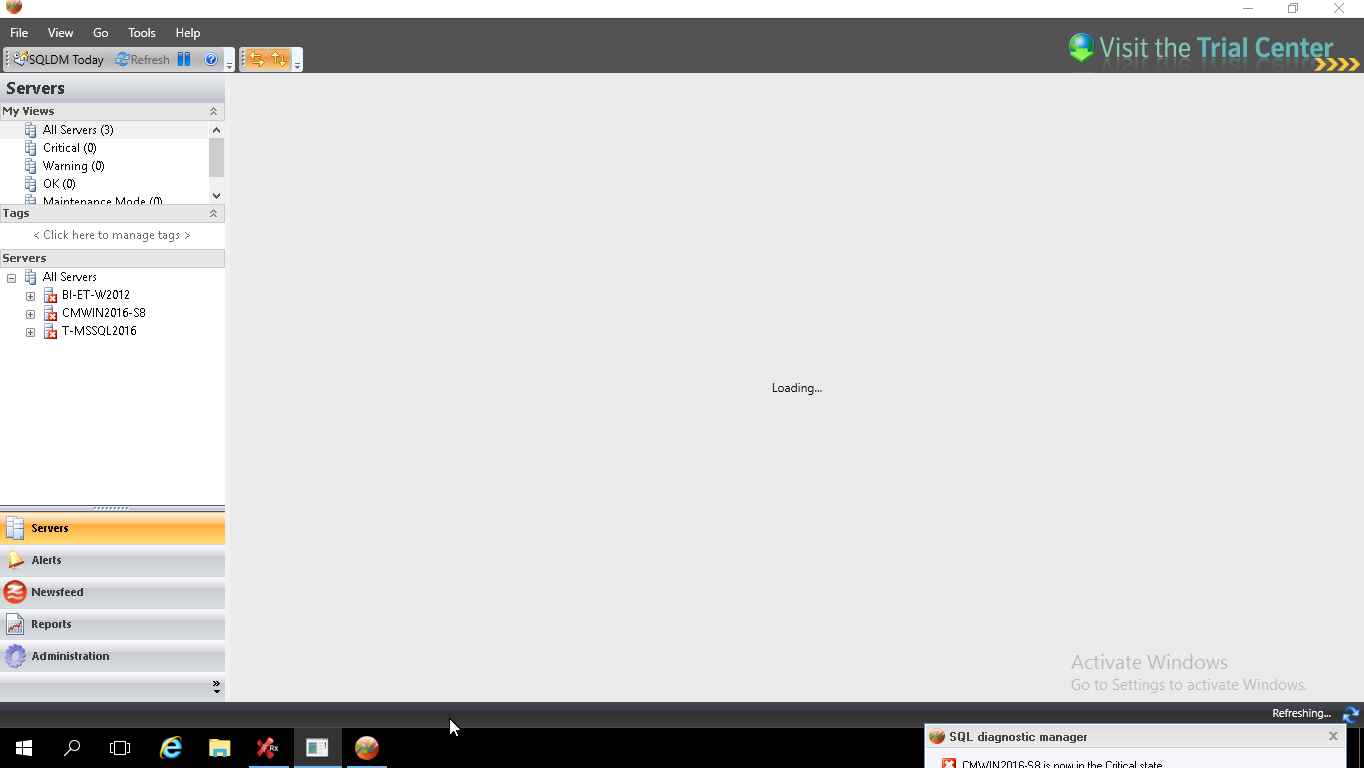 File View Go Tools Help
SQLDM Today Refresh
Visit the Trial Center
Servers
My Views
All Servers (3)
Critical (0)
Warning (0)
OK (0)
Maintenance Mode (0)
Tags
< Click here to manage tags >
Servers
All Servers
BI-ET-W2012
CMWIN2016-S8
T-MSSQL2016
Loading...
Servers
Alerts
Newsfeed
Reports
Administration
Activate Windows
Go to Settings to activate Windows.
Refreshing...
Rx
SQL diagnostic manager
CMWIN2016-S8 is now in the Critical state